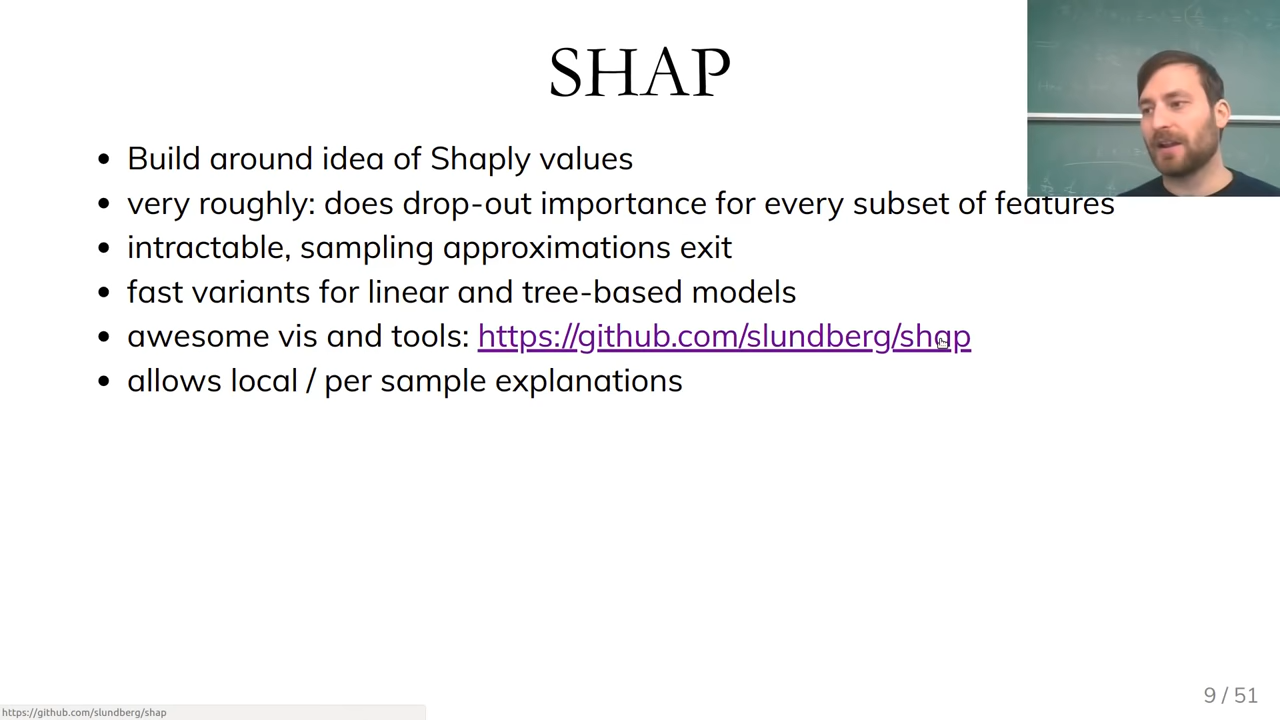 SHAP
• Build around idea of Shaply values
• very roughly: does drop-out importance for every subset of features
• intractable, sampling approximations exit
• fast variants for linear and tree-based models
• awesome vis and tools: https://github.com/slundberg/shap
• allows local / per sample explanations
9 / 51
https://github.com/slundberg/shap